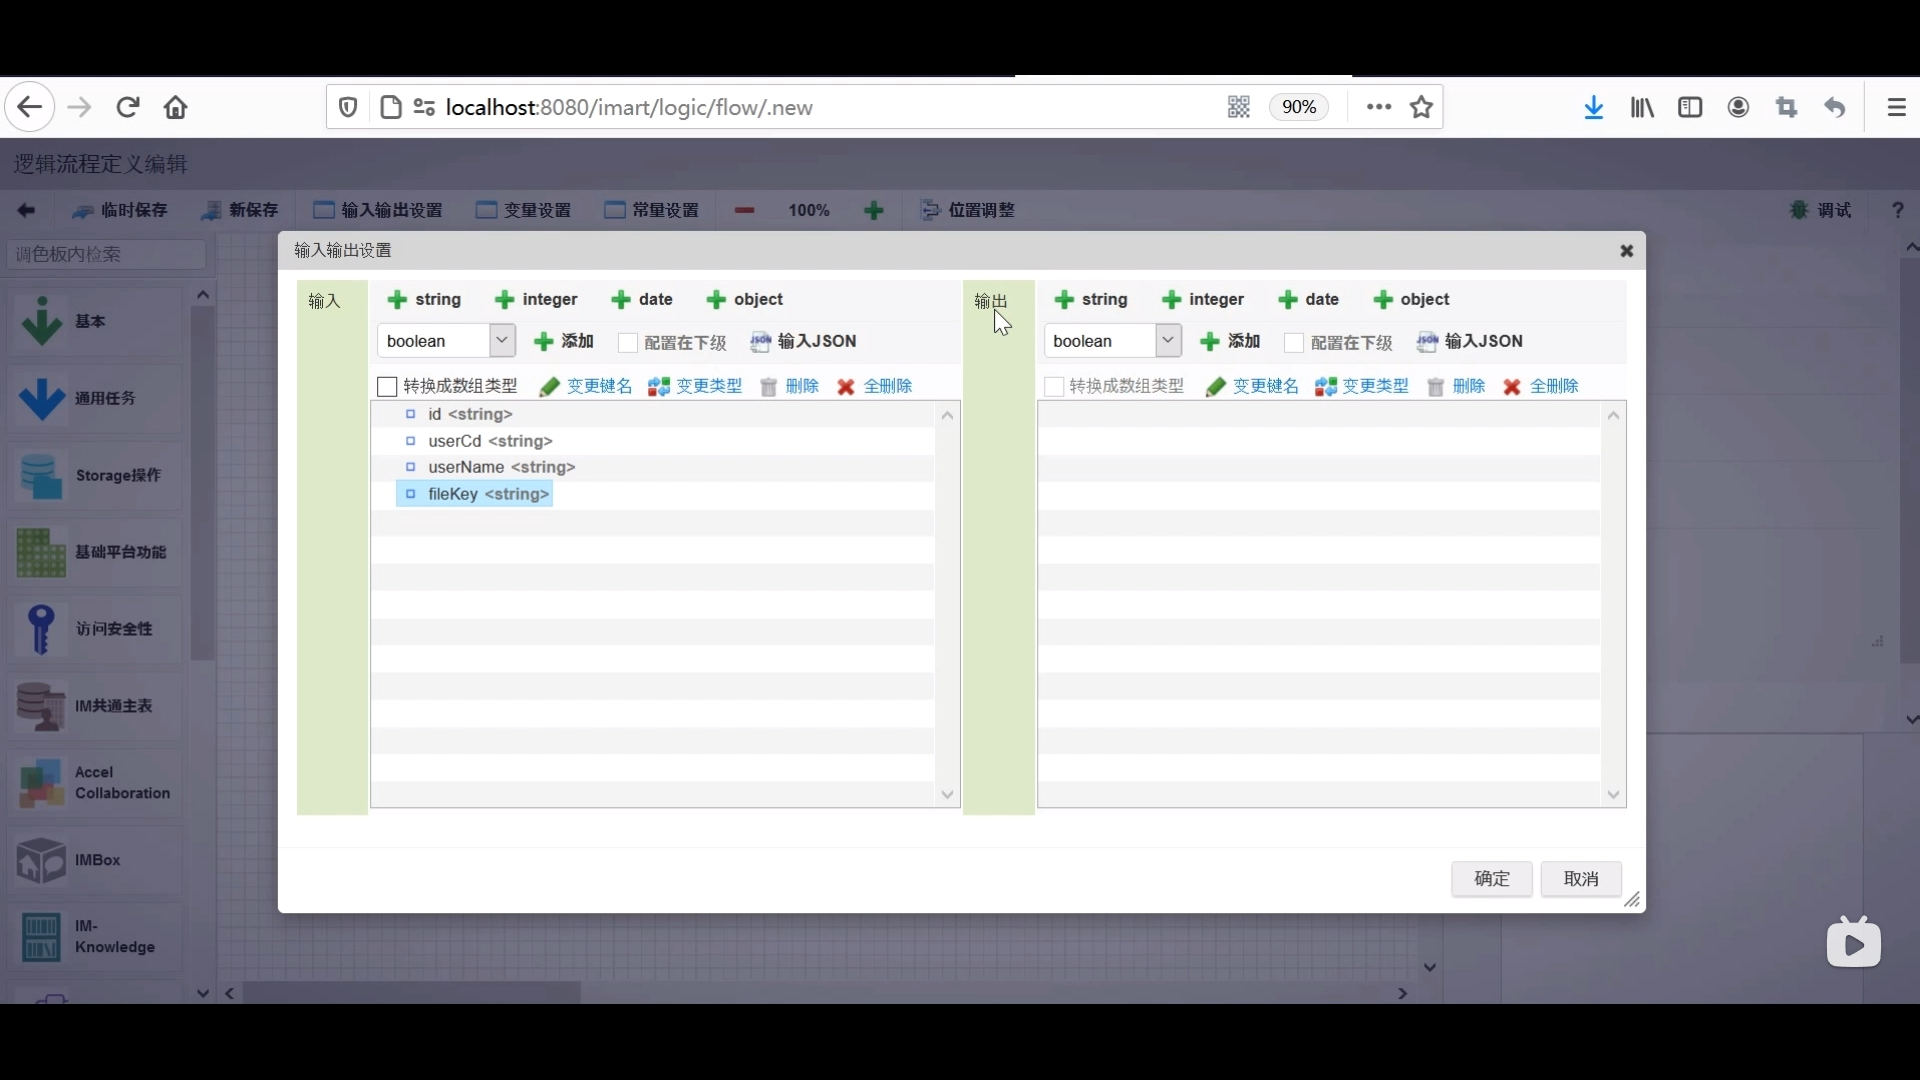 localhost:8080/imart/logic/flow/.new
90%
逻辑流程定义编辑
临时保存 新保存 输入输出设置 变量设置 常量设置 100% 位置调整 调试 ?
调色板内检索
基本
通用任务
Storage操作
基础平台功能
访问安全性
IM共通主表
Accel
Collaboration
IMBox
IM-
Knowledge
输入输出设置
输入
string integer date object
boolean 添加 配置在下级 JSON 输入JSON
转换成数组类型 变更键名 变更类型 删除 全删除
id <string>
userCd <string>
userName <string>
fileKey <string>
输出
string integer date object
boolean 添加 配置在下级 JSON 输入JSON
转换成数组类型 变更键名 变更类型 删除 全删除
确定 取消